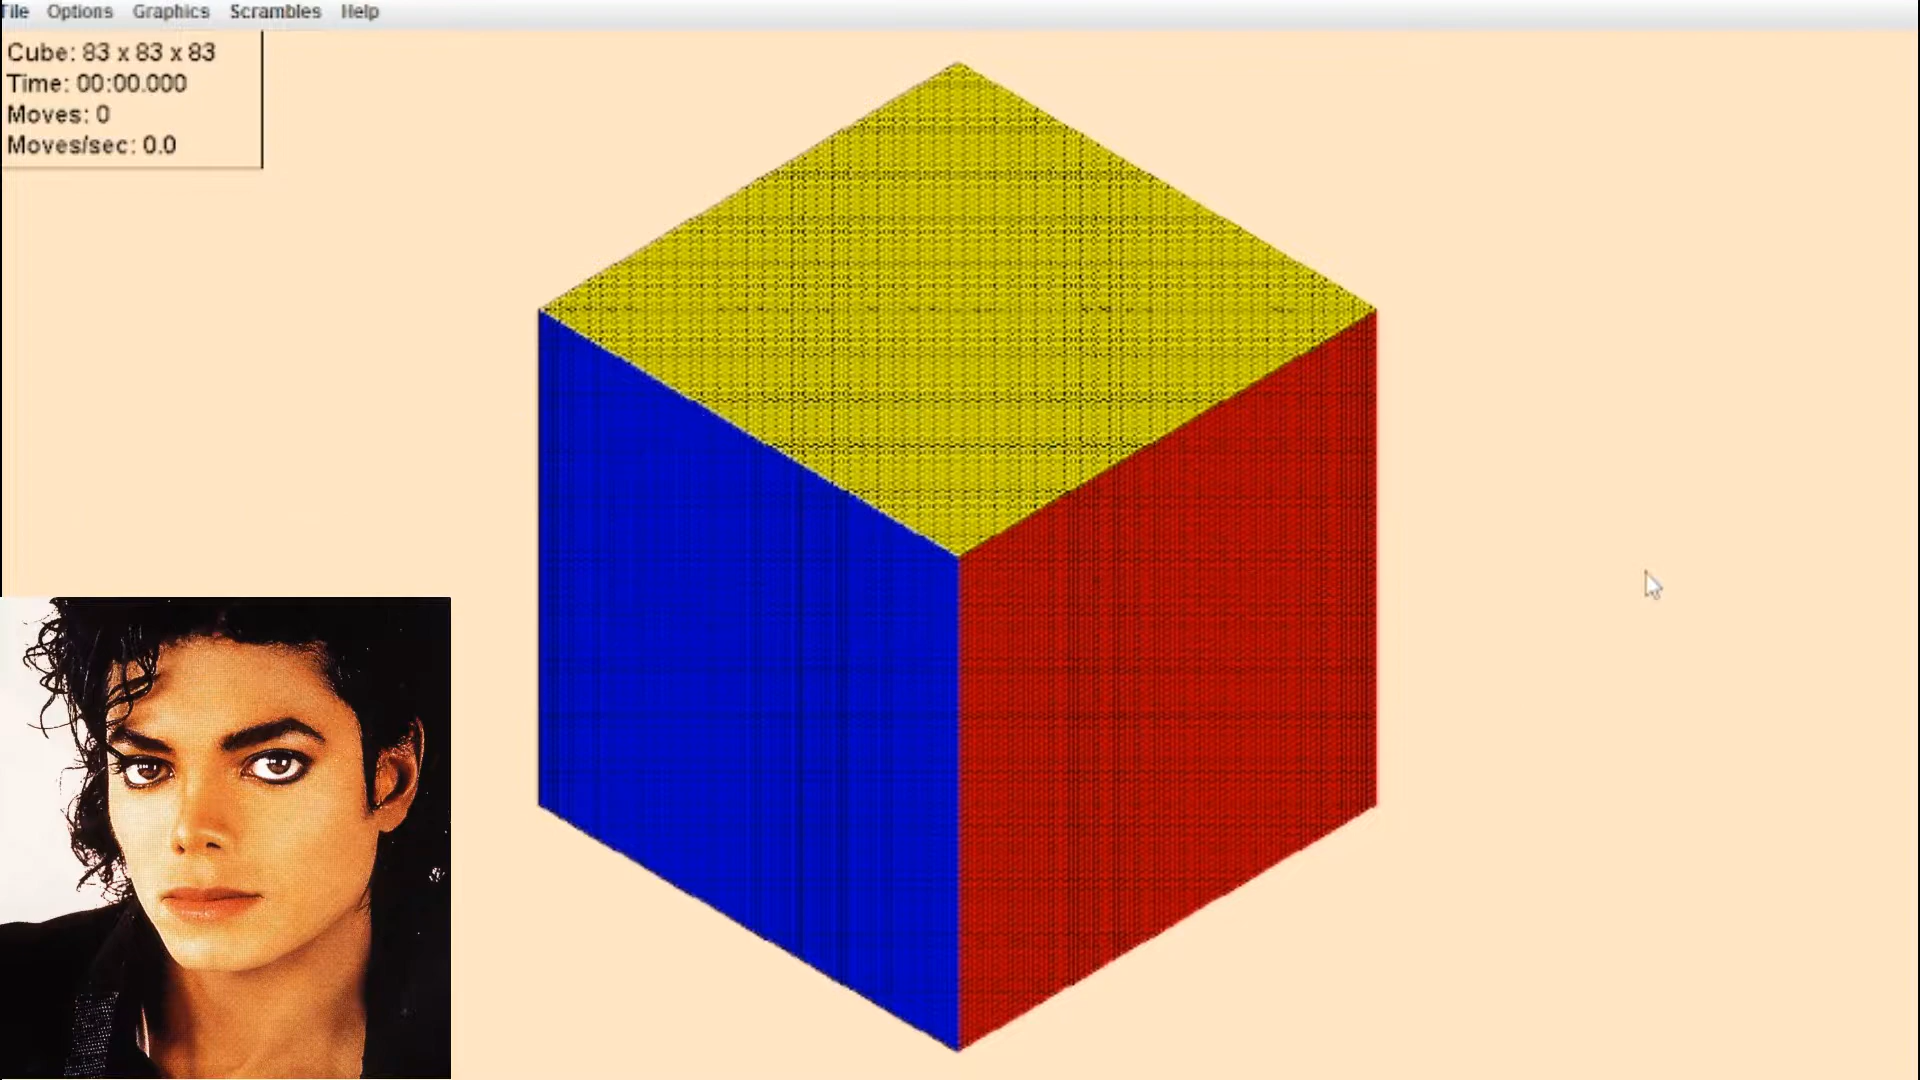 File Options Graphics Scrambles Help
Cube: 83 x 83 x 83
Time: 00:00.000
Moves: 0
Moves/sec: 0.0